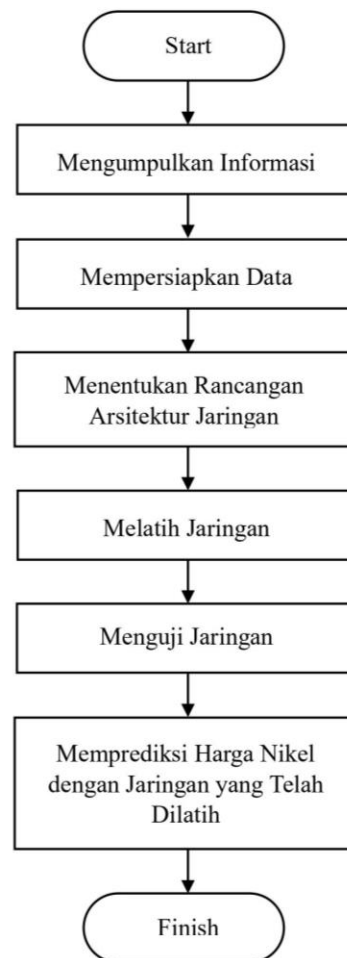 Start
Mengumpulkan Informasi
Mempersiapkan Data
Menentukan Rancangan
Arsitektur Jaringan
Melatih Jaringan
Menguji Jaringan
Memprediksi Harga Nikel
dengan Jaringan yang Telah
Dilatih
Finish